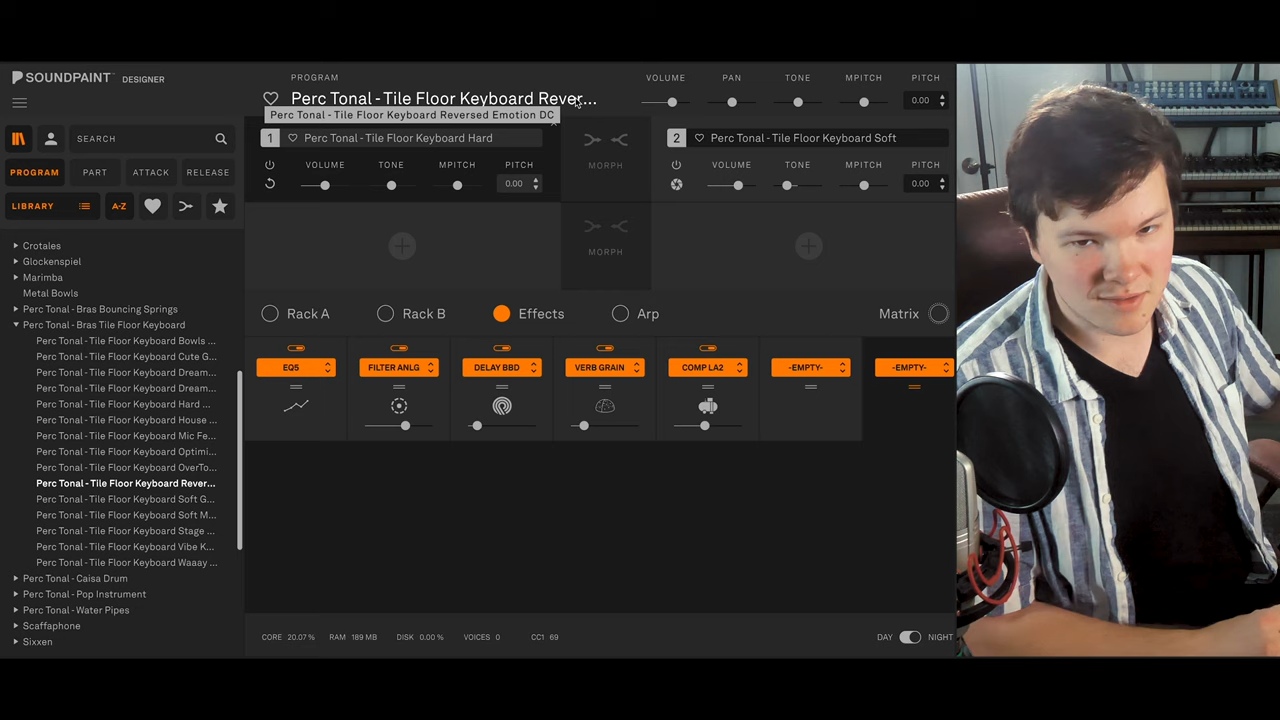 SOUNDPAINT™ DESIGNER
SEARCH
PROGRAM PART ATTACK RELEASE
LIBRARY A-Z
Crotales
Glockenspiel
Marimba
Metal Bowls
Perc Tonal - Bras Bouncing Springs
Perc Tonal - Bras Tile Floor Keyboard
Perc Tonal - Tile Floor Keyboard Bowls ...
Perc Tonal - Tile Floor Keyboard Cute G...
Perc Tonal - Tile Floor Keyboard Dream...
Perc Tonal - Tile Floor Keyboard Dream...
Perc Tonal - Tile Floor Keyboard Hard ...
Perc Tonal - Tile Floor Keyboard House ...
Perc Tonal - Tile Floor Keyboard Mic Fe...
Perc Tonal - Tile Floor Keyboard Optimi...
Perc Tonal - Tile Floor Keyboard OverTo...
Perc Tonal - Tile Floor Keyboard Rever...
Perc Tonal - Tile Floor Keyboard Soft G...
Perc Tonal - Tile Floor Keyboard Soft M...
Perc Tonal - Tile Floor Keyboard Stage ...
Perc Tonal - Tile Floor Keyboard Vibe K...
Perc Tonal - Tile Floor Keyboard Waaay ...
Perc Tonal - Caisa Drum
Perc Tonal - Pop Instrument
Perc Tonal - Water Pipes
Scaffaphone
Sixxen
PROGRAM
Perc Tonal - Tile Floor Keyboard Rever...
Perc Tonal - Tile Floor Keyboard Reversed Emotion DC
VOLUME PAN TONE MPITCH PITCH
0.00
1 Perc Tonal - Tile Floor Keyboard Hard
VOLUME TONE MPITCH PITCH
0.00
MORPH
2 Perc Tonal - Tile Floor Keyboard Soft
VOLUME TONE MPITCH PITCH
0.00
MORPH
Rack A Rack B Effects Arp Matrix
EQ5 FILTER ANLG DELAY BBD VERB GRAIN COMP LA2 -EMPTY- -EMPTY-
CORE 20.07 % RAM 189 MB DISK 0.00 % VOICES 0 CC1 69
DAY NIGHT